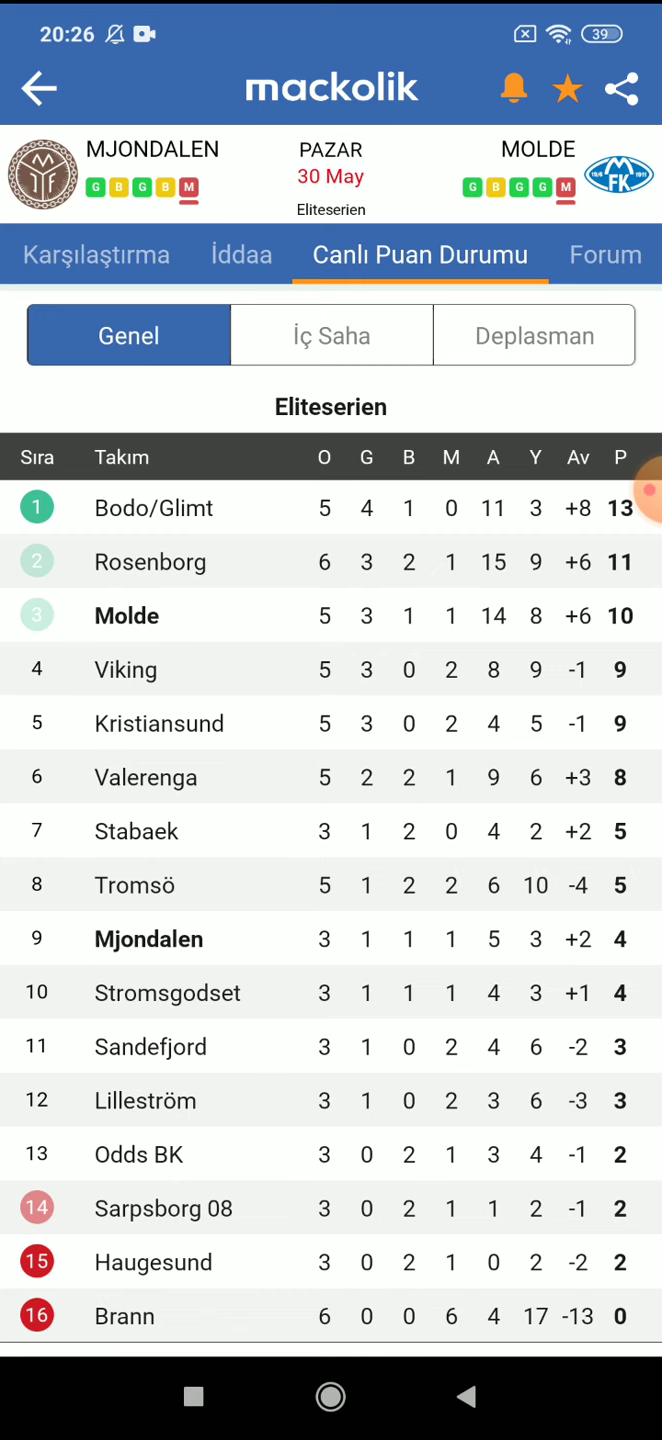 20:26 39
mackolik
MJONDALEN PAZAR MOLDE
30 May
G B G B M G B G G M
Eliteserien
Karşılaştırma İddaa Canlı Puan Durumu Forum
Genel İç Saha Deplasman
Eliteserien
Sıra Takım O G B M A Y Av P
1 Bodo/Glimt 5 4 1 0 11 3 +8 13
2 Rosenborg 6 3 2 1 15 9 +6 11
3 Molde 5 3 1 1 14 8 +6 10
4 Viking 5 3 0 2 8 9 -1 9
5 Kristiansund 5 3 0 2 4 5 -1 9
6 Valerenga 5 2 2 1 9 6 +3 8
7 Stabaek 3 1 2 0 4 2 +2 5
8 Tromsö 5 1 2 2 6 10 -4 5
9 Mjondalen 3 1 1 1 5 3 +2 4
10 Stromsgodset 3 1 1 1 4 3 +1 4
11 Sandefjord 3 1 0 2 4 6 -2 3
12 Lilleström 3 1 0 2 3 6 -3 3
13 Odds BK 3 0 2 1 3 4 -1 2
14 Sarpsborg 08 3 0 2 1 1 2 -1 2
15 Haugesund 3 0 2 1 0 2 -2 2
16 Brann 6 0 0 6 4 17 -13 0